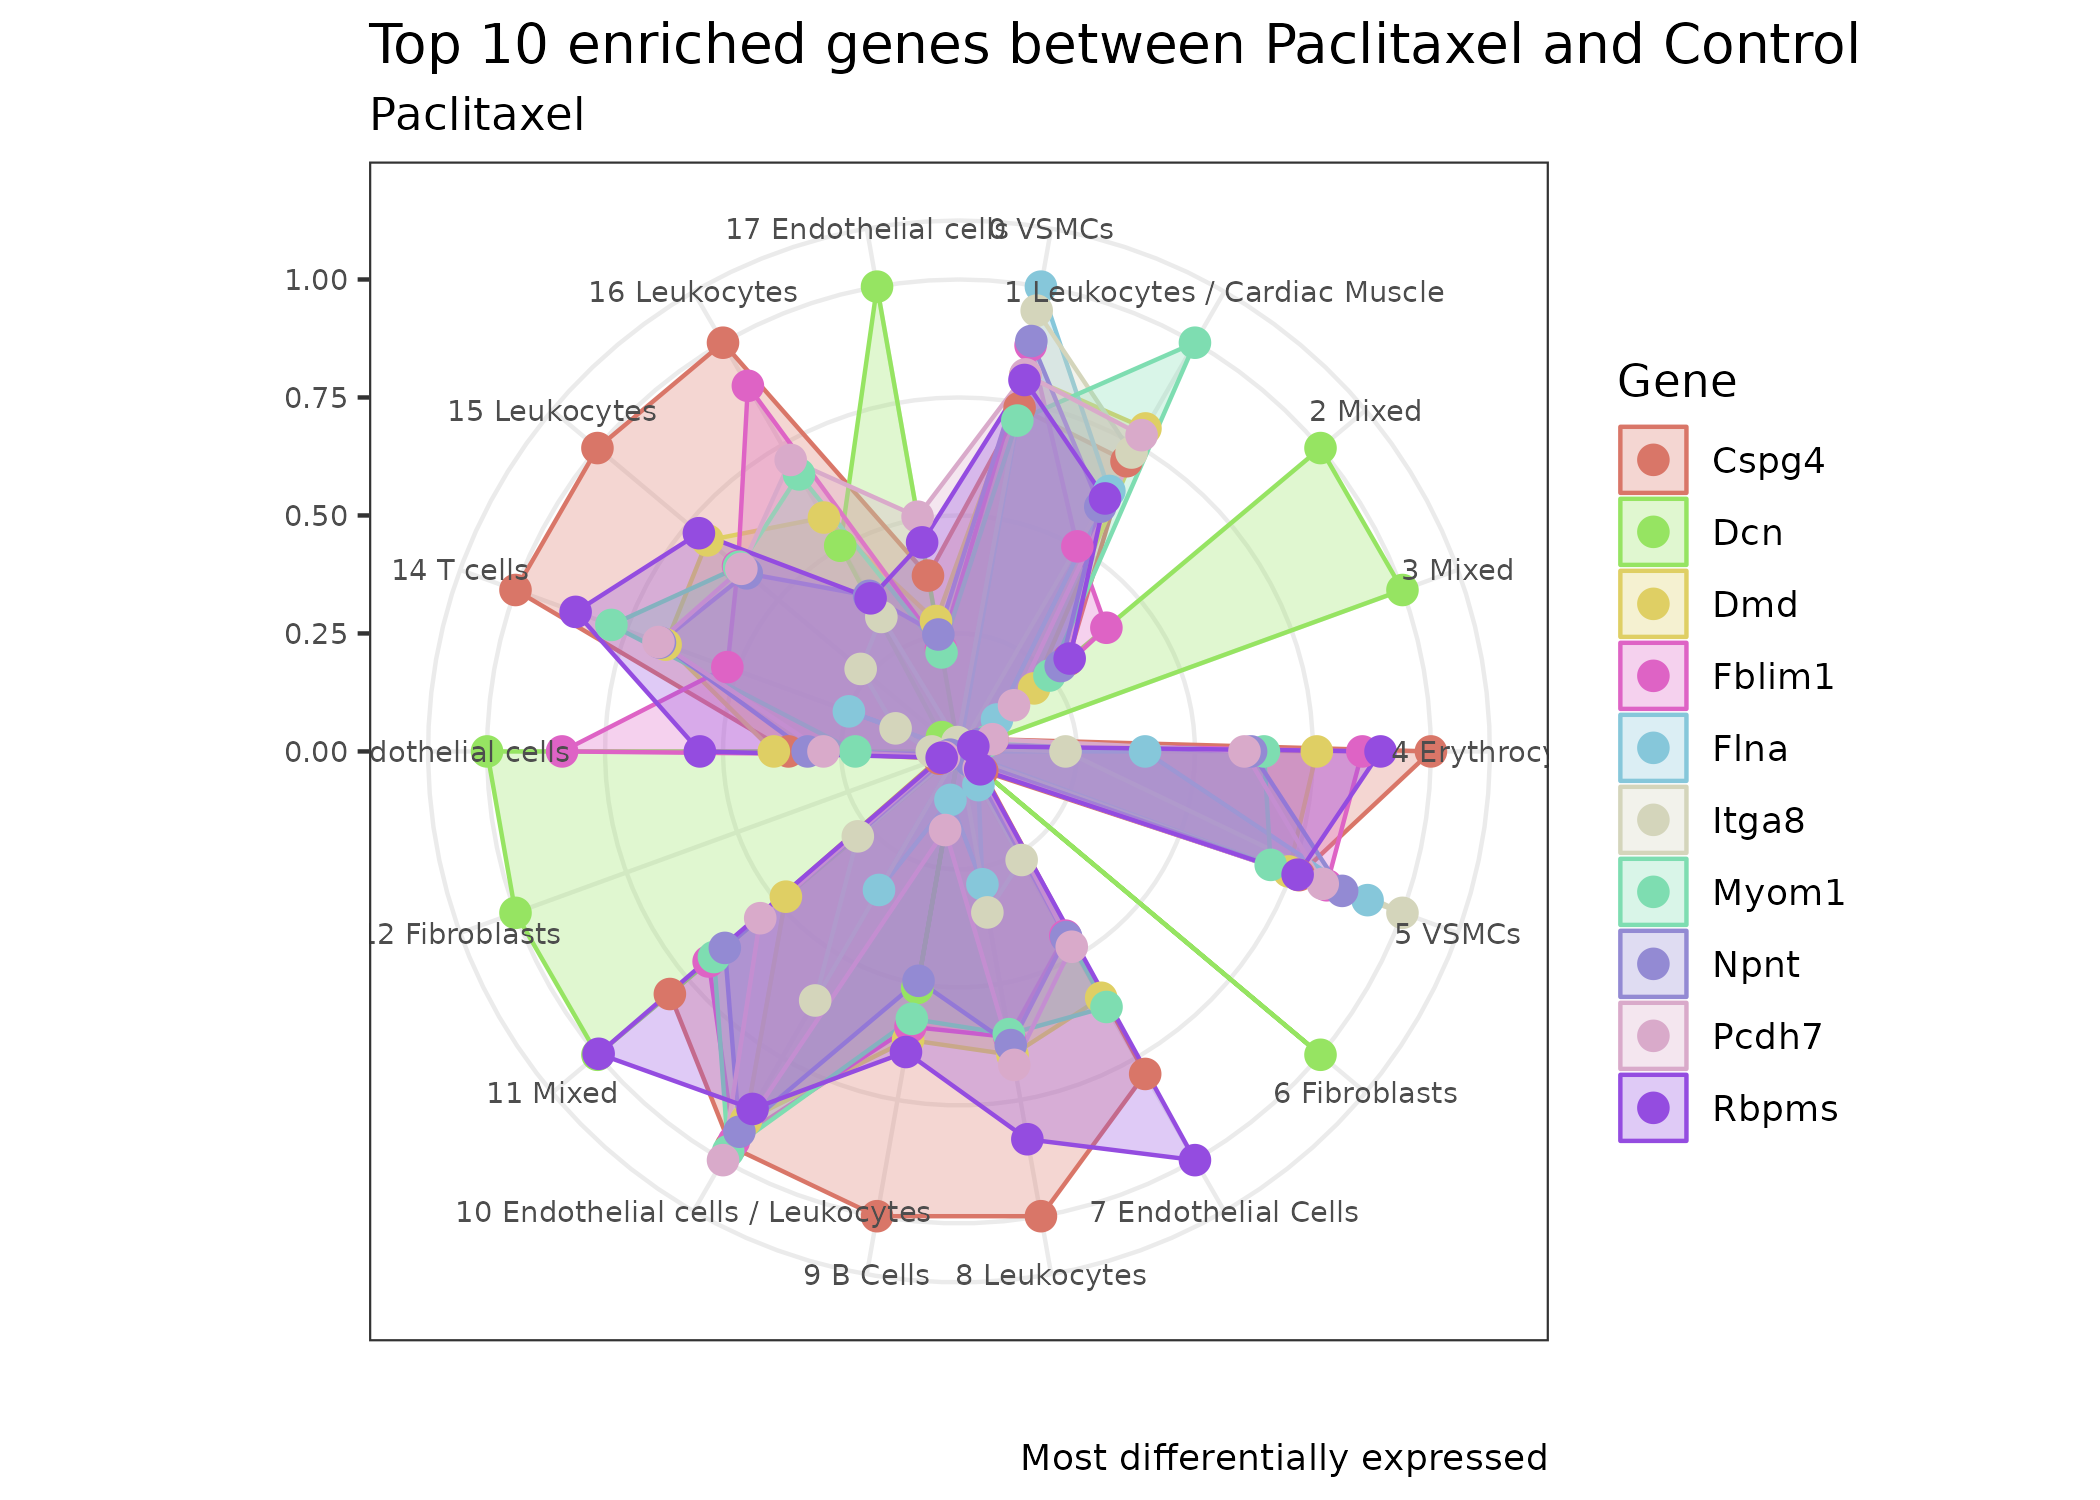 Top 10 enriched genes between Paclitaxel and Control
Paclitaxel
17 Endothelial cells
0 VSMCs
16 Leukocytes
1 Leukocytes / Cardiac Muscle
15 Leukocytes
2 Mixed
14 T cells
3 Mixed
dothelial cells
4 Erythrocy
2 Fibroblasts
5 VSMCs
11 Mixed
6 Fibroblasts
10 Endothelial cells / Leukocytes
7 Endothelial Cells
9 B Cells
8 Leukocytes
1.00
0.75
0.50
0.25
0.00
Gene
Cspg4
Dcn
Dmd
Fblim1
Flna
Itga8
Myom1
Npnt
Pcdh7
Rbpms
Most differentially expressed